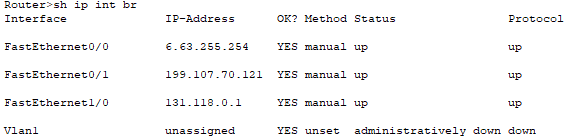 Router>sh ip int br
Interface IP-Address OK? Method Status Protocol
FastEthernet0/0 6.63.255.254 YES manual up up
FastEthernet0/1 199.107.70.121 YES manual up up
FastEthernet1/0 131.118.0.1 YES manual up up
Vlan1 unassigned YES unset administratively down down